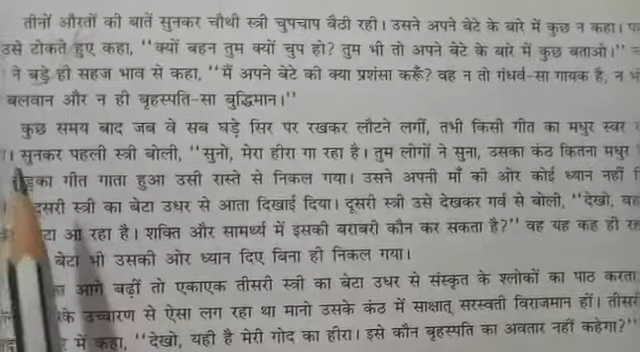 तीनों औरतों की बातें सुनकर चौथी स्त्री चुपचाप बैठी रही। उसने अपने बेटे के बारे में कुछ न कहा।
उसे टोकते हुए कहा, ''क्यों बहन तुम क्यों चुप हो? तुम भी तो अपने बेटे के बारे में कुछ बताओ।''
ने बड़े ही सहज भाव से कहा, ''मैं अपने बेटे की क्या प्रशंसा करूँ? वह न तो गंधर्व-सा गायक है, न
बलवान और न ही बृहस्पति-सा बुद्धिमान।''
कुछ समय बाद जब वे सब घड़े सिर पर रखकर लौटने लगीं, तभी किसी गीत का मधुर स्वर
। सुनकर पहली स्त्री बोली, ''सुनो, मेरा हीरा गा रहा है। तुम लोगों ने सुना, उसका कंठ कितना मधुर
गीत गाता हुआ उसी रास्ते से निकल गया। उसने अपनी माँ की ओर कोई ध्यान नहीं
दूसरी स्त्री का बेटा उधर से आता दिखाई दिया। दूसरी स्त्री उसे देखकर गर्व से बोली, ''देखो,
आ रहा है। शक्ति और सामर्थ्य में इसकी बराबरी कौन कर सकता है?'' वह यह कह ही
बेटा भी उसकी ओर ध्यान दिए बिना ही निकल गया।
आगे बढ़ीं तो एकाएक तीसरी स्त्री का बेटा उधर से संस्कृत के श्लोकों का पाठ करता
के उच्चारण से ऐसा लग रहा था मानो उसके कंठ में साक्षात् सरस्वती विराजमान हों। तीसरी
में कहा, ''देखो, यही है मेरी गोद का हीरा। इसे कौन बृहस्पति का अवतार नहीं कहेगा?''